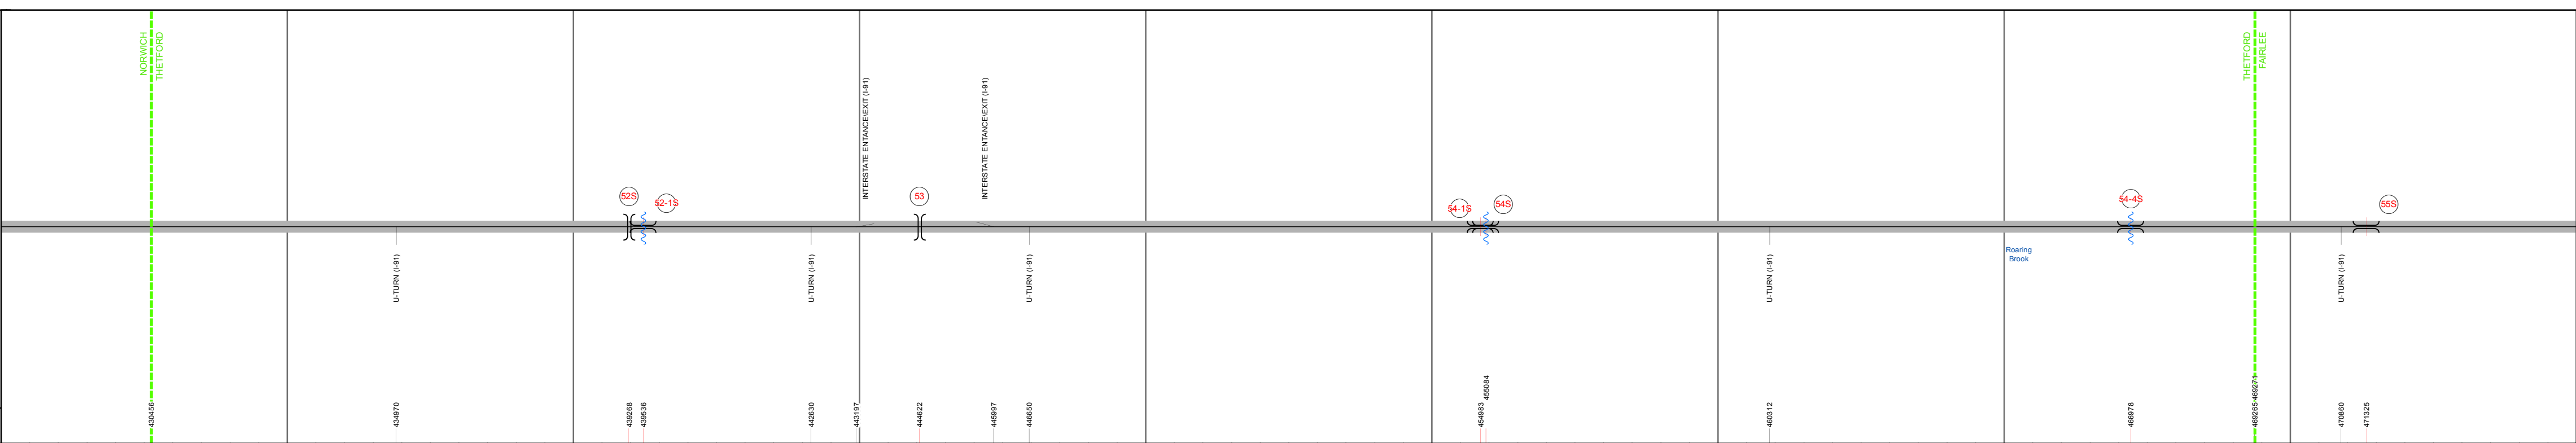 NORWICH
THETFORD
THETFORD
FAIRLEE
INTERSTATE ENTANCE\EXIT (I-91)
INTERSTATE ENTANCE\EXIT (I-91)
52S
52-1S
53
54-1S
54S
54-4S
55S
Roaring
Brook
U-TURN (I-91)
U-TURN (I-91)
U-TURN (I-91)
U-TURN (I-91)
U-TURN (I-91)
430456
434970
439268
439536
442630
443197
444622
445997
446650
454983
455084
460312
466978
469265
469271
470860
471325